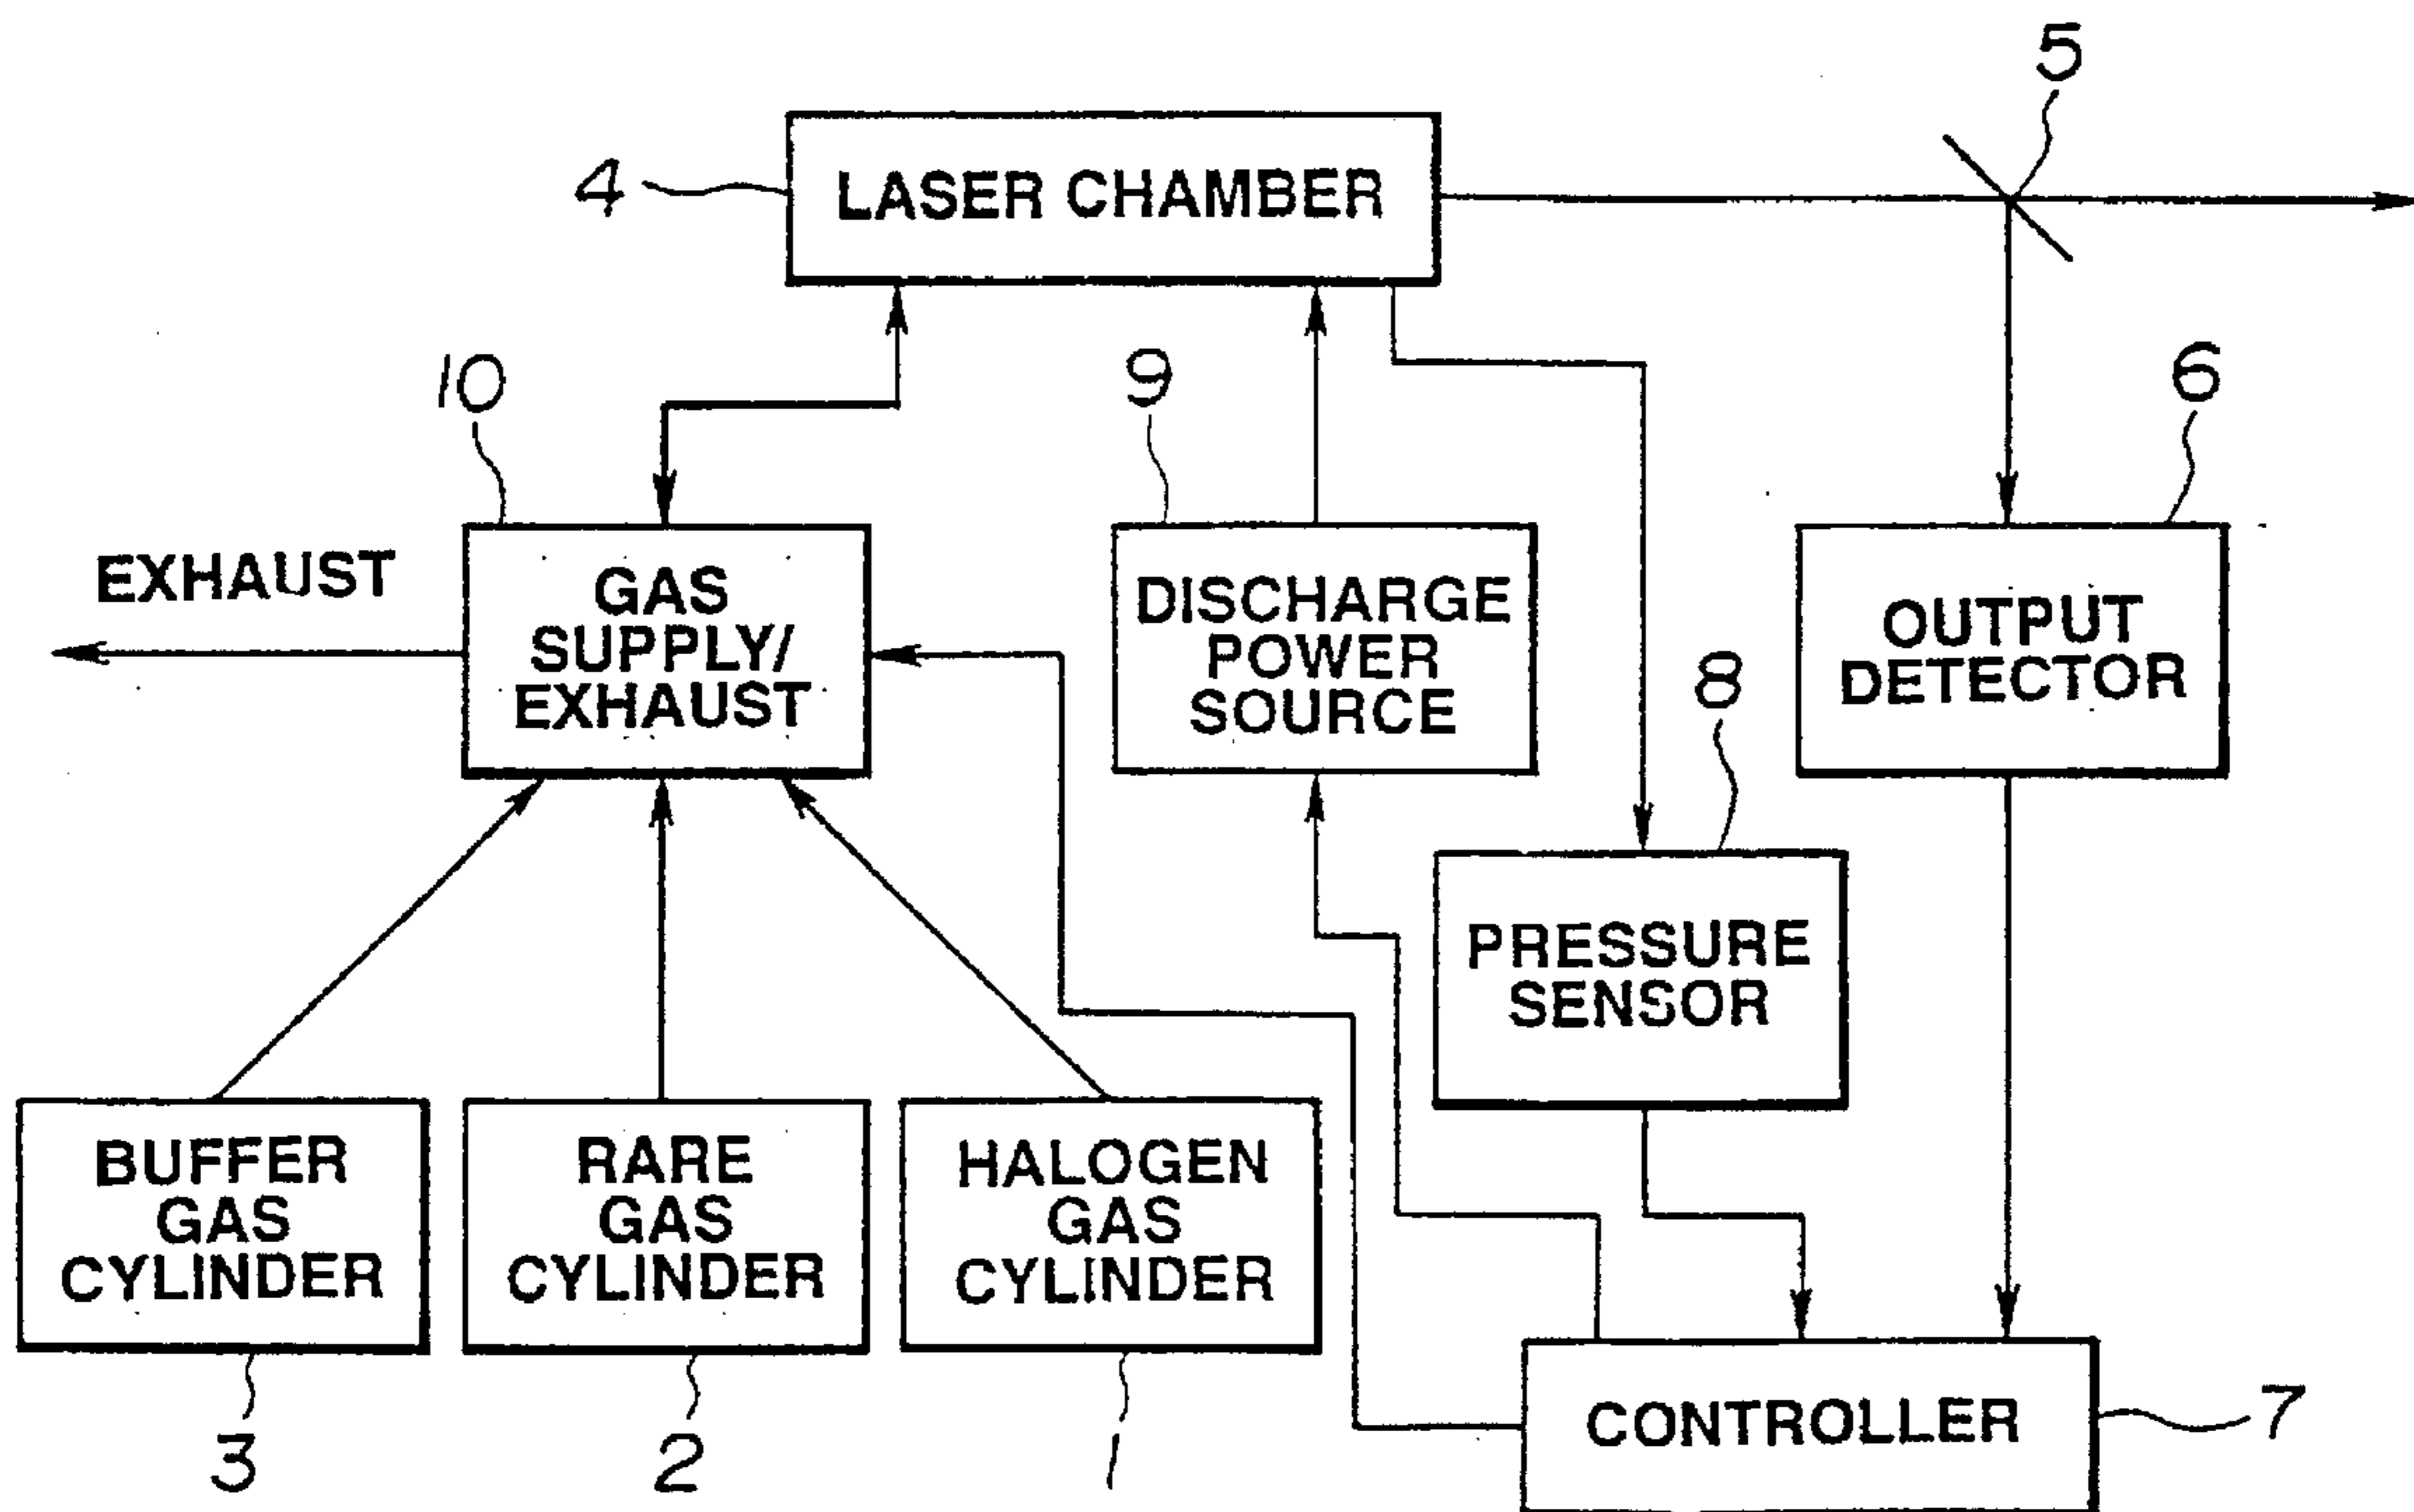 5
4
LASER CHAMBER
10
9
6
EXHAUST
GAS
SUPPLY/
EXHAUST
DISCHARGE
POWER
SOURCE
OUTPUT
DETECTOR
8
PRESSURE
SENSOR
BUFFER
GAS
CYLINDER
RARE
GAS
CYLINDER
HALOGEN
GAS
CYLINDER
3
2
1
CONTROLLER
7